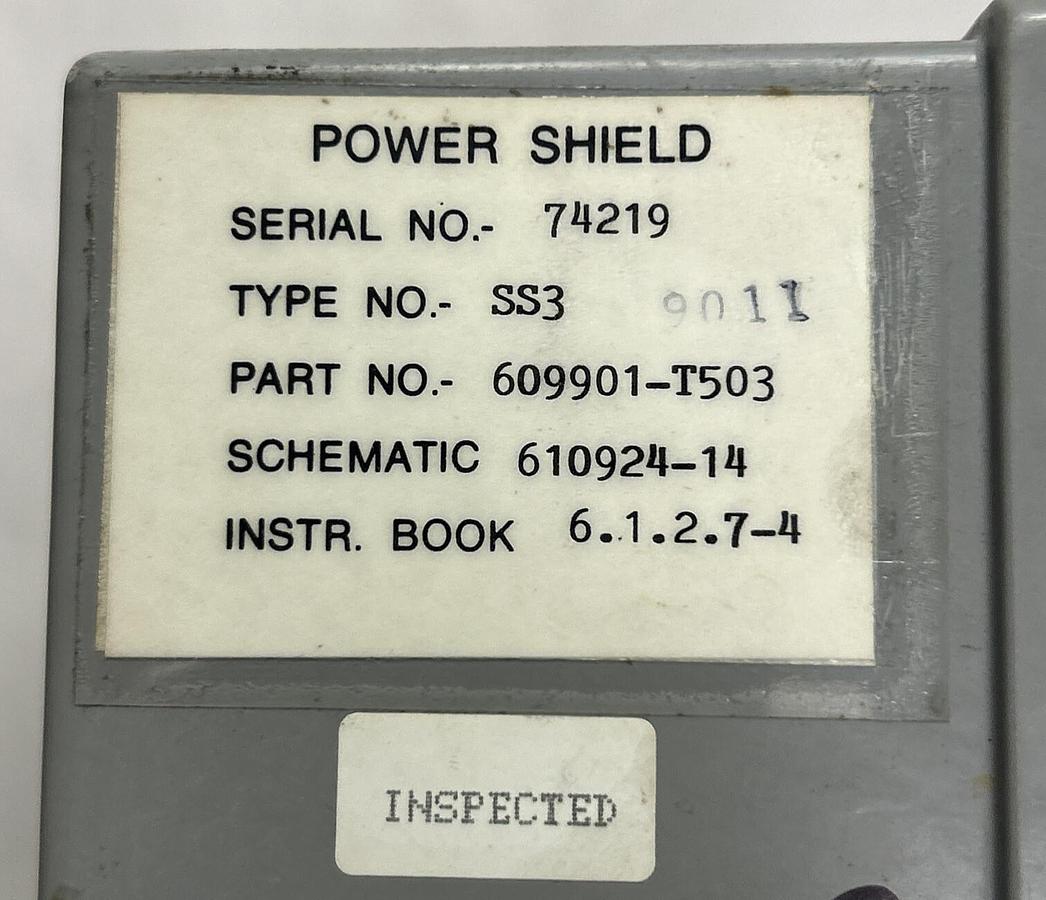 POWER SHIELD
SERIAL NO.- 74219
TYPE NO.- SS3 9011
PART NO.- 609901-T503
SCHEMATIC 610924-14
INSTR. BOOK 6.1.2.7-4
INSPECTED